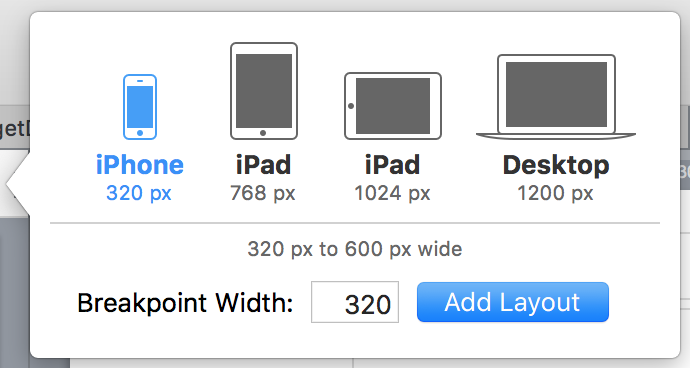 iPhone iPad iPad Desktop
320 px 768 px 1024 px 1200 px
320 px to 600 px wide
Breakpoint Width: 320 Add Layout